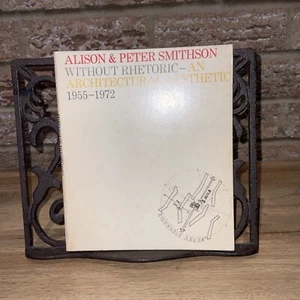 ALISON & PETER SMITHSON
WITHOUT RHETORIC – AN
ARCHITECTURAL AESTHETIC
1955–1972